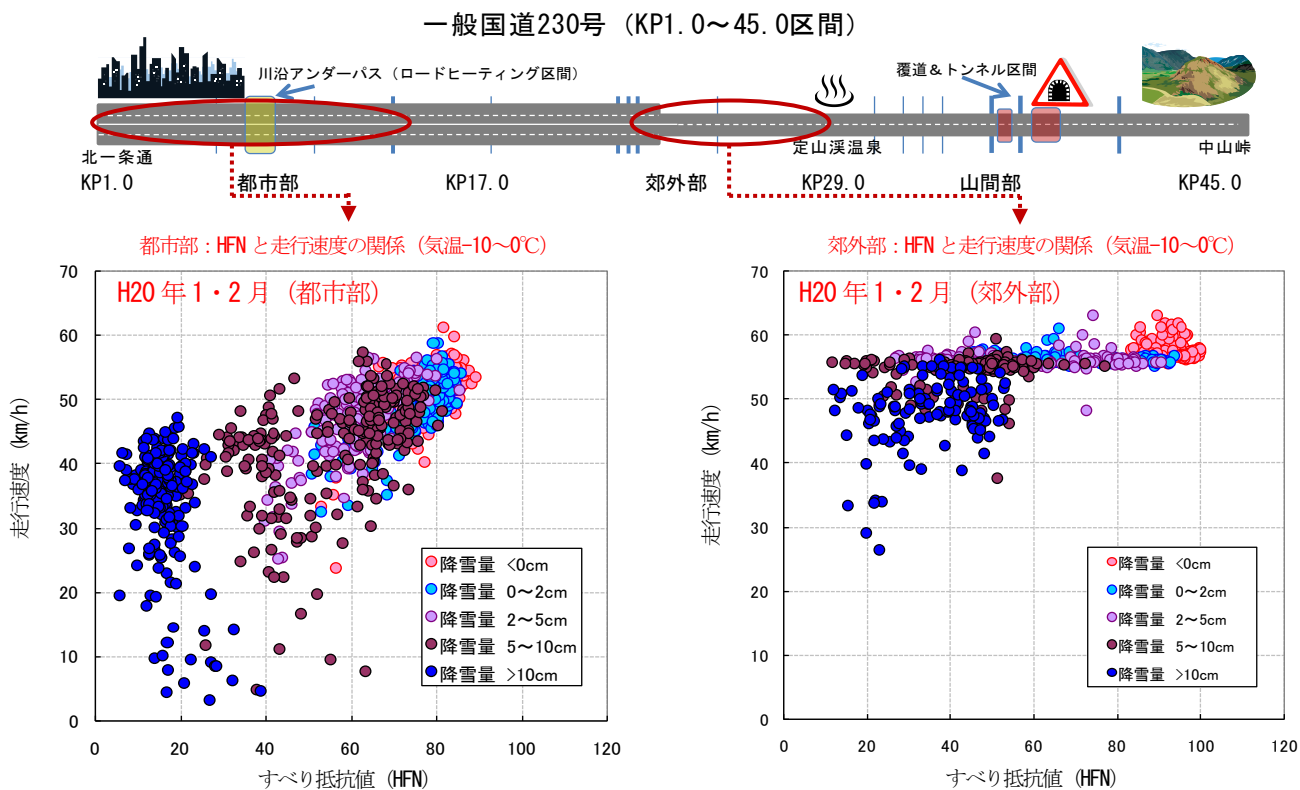 一般国道230号（KP1.0～45.0区間）
川沿アンダーパス（ロードヒーティング区間）
覆道＆トンネル区間
北一条通
定山渓温泉
中山峠
KP1.0
都市部
KP17.0
郊外部
KP29.0
山間部
KP45.0
都市部：HFNと走行速度の関係（気温-10～0℃）
H20年1・2月（都市部）
走行速度（km/h）
70
60
50
40
30
20
10
0
降雪量 <0cm
降雪量 0～2cm
降雪量 2～5cm
降雪量 5～10cm
降雪量 >10cm
0 20 40 60 80 100 120
すべり抵抗値（HFN）
郊外部：HFNと走行速度の関係（気温-10～0℃）
H20年1・2月（郊外部）
走行速度（km/h）
70
60
50
40
30
20
10
0
降雪量 <0cm
降雪量 0～2cm
降雪量 2～5cm
降雪量 5～10cm
降雪量 >10cm
0 20 40 60 80 100 120
すべり抵抗値（HFN）